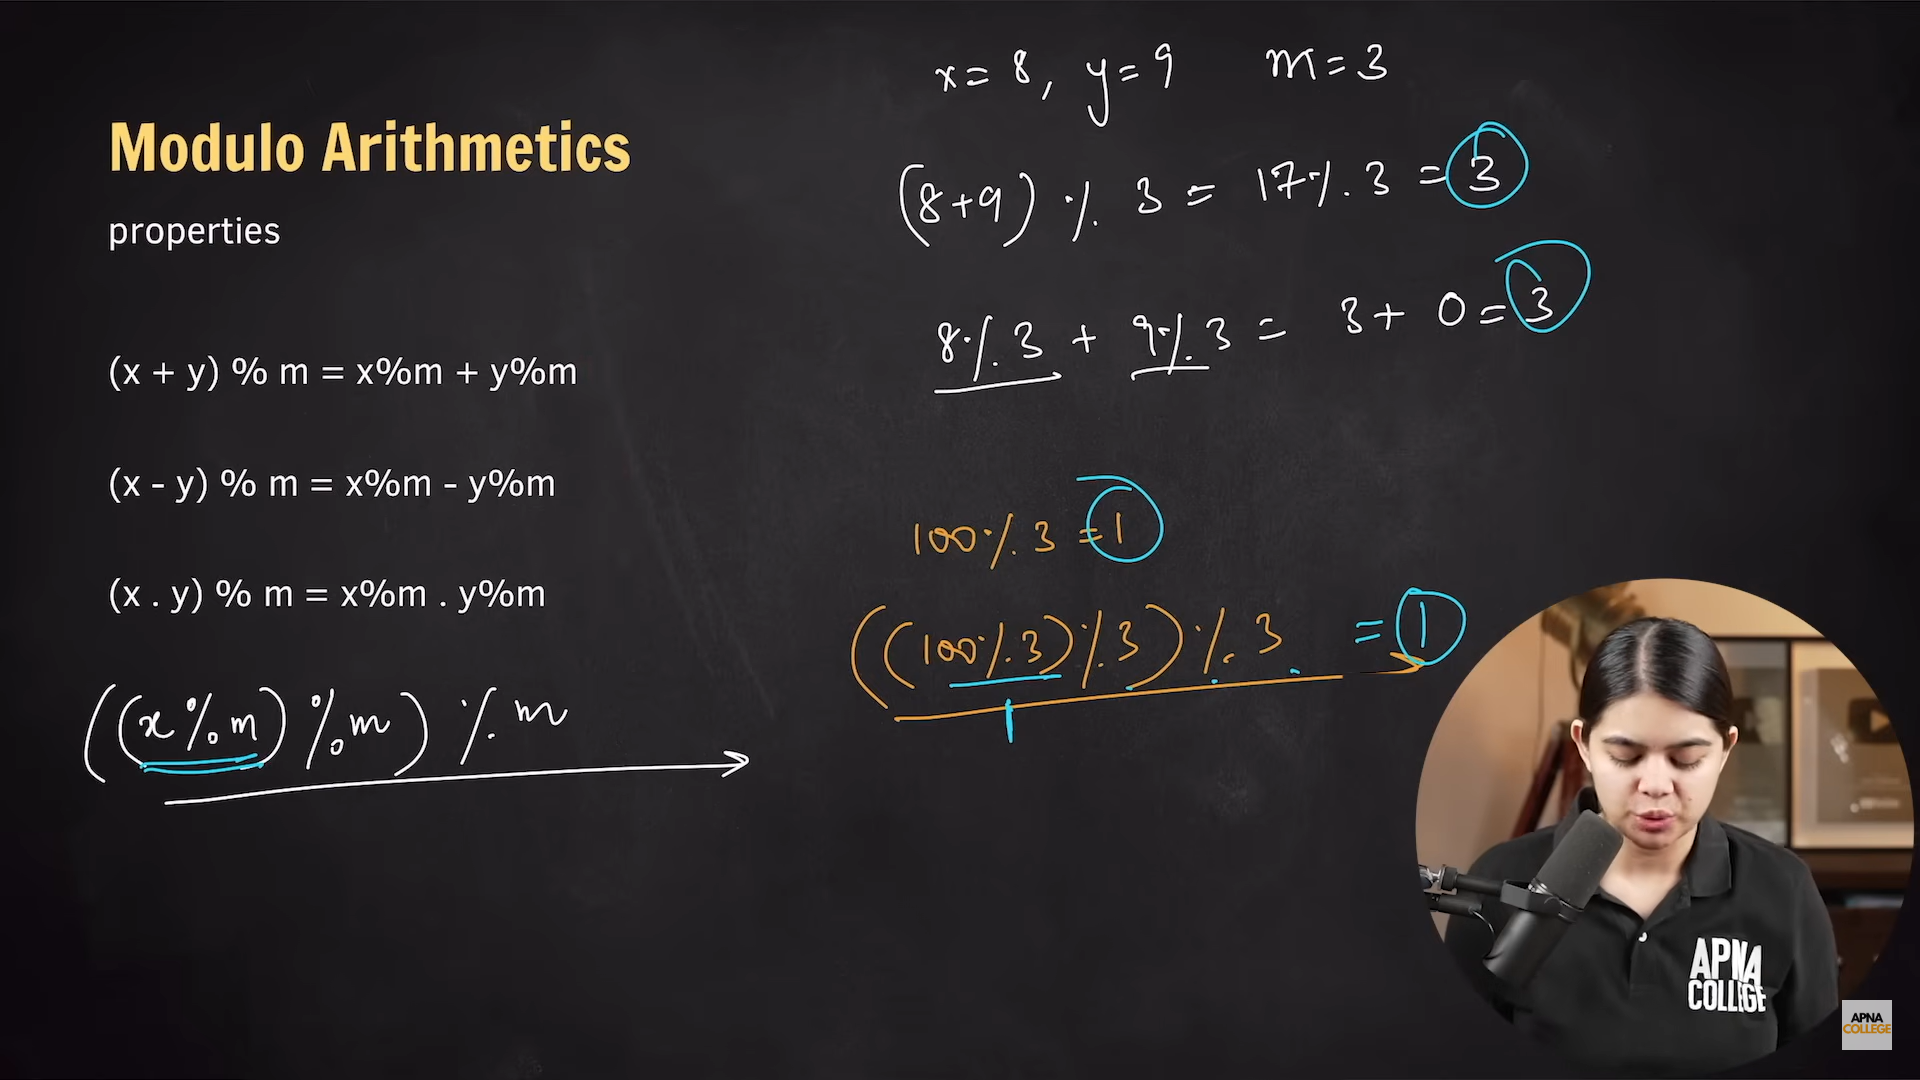 Modulo Arithmetics
properties
(x + y) % m = x%m + y%m
(x - y) % m = x%m - y%m
(x . y) % m = x%m . y%m
((x%m)%m)%m
x=8, y=9 m=3
(8+9) % 3 = 17% 3 = 3
8% 3 + 9% 3 = 3+ 0 = 3
100% 3 = 1
((100% 3)% 3)% 3 = 1
1
APNA
COLLEGE
APNA
COLLEGE